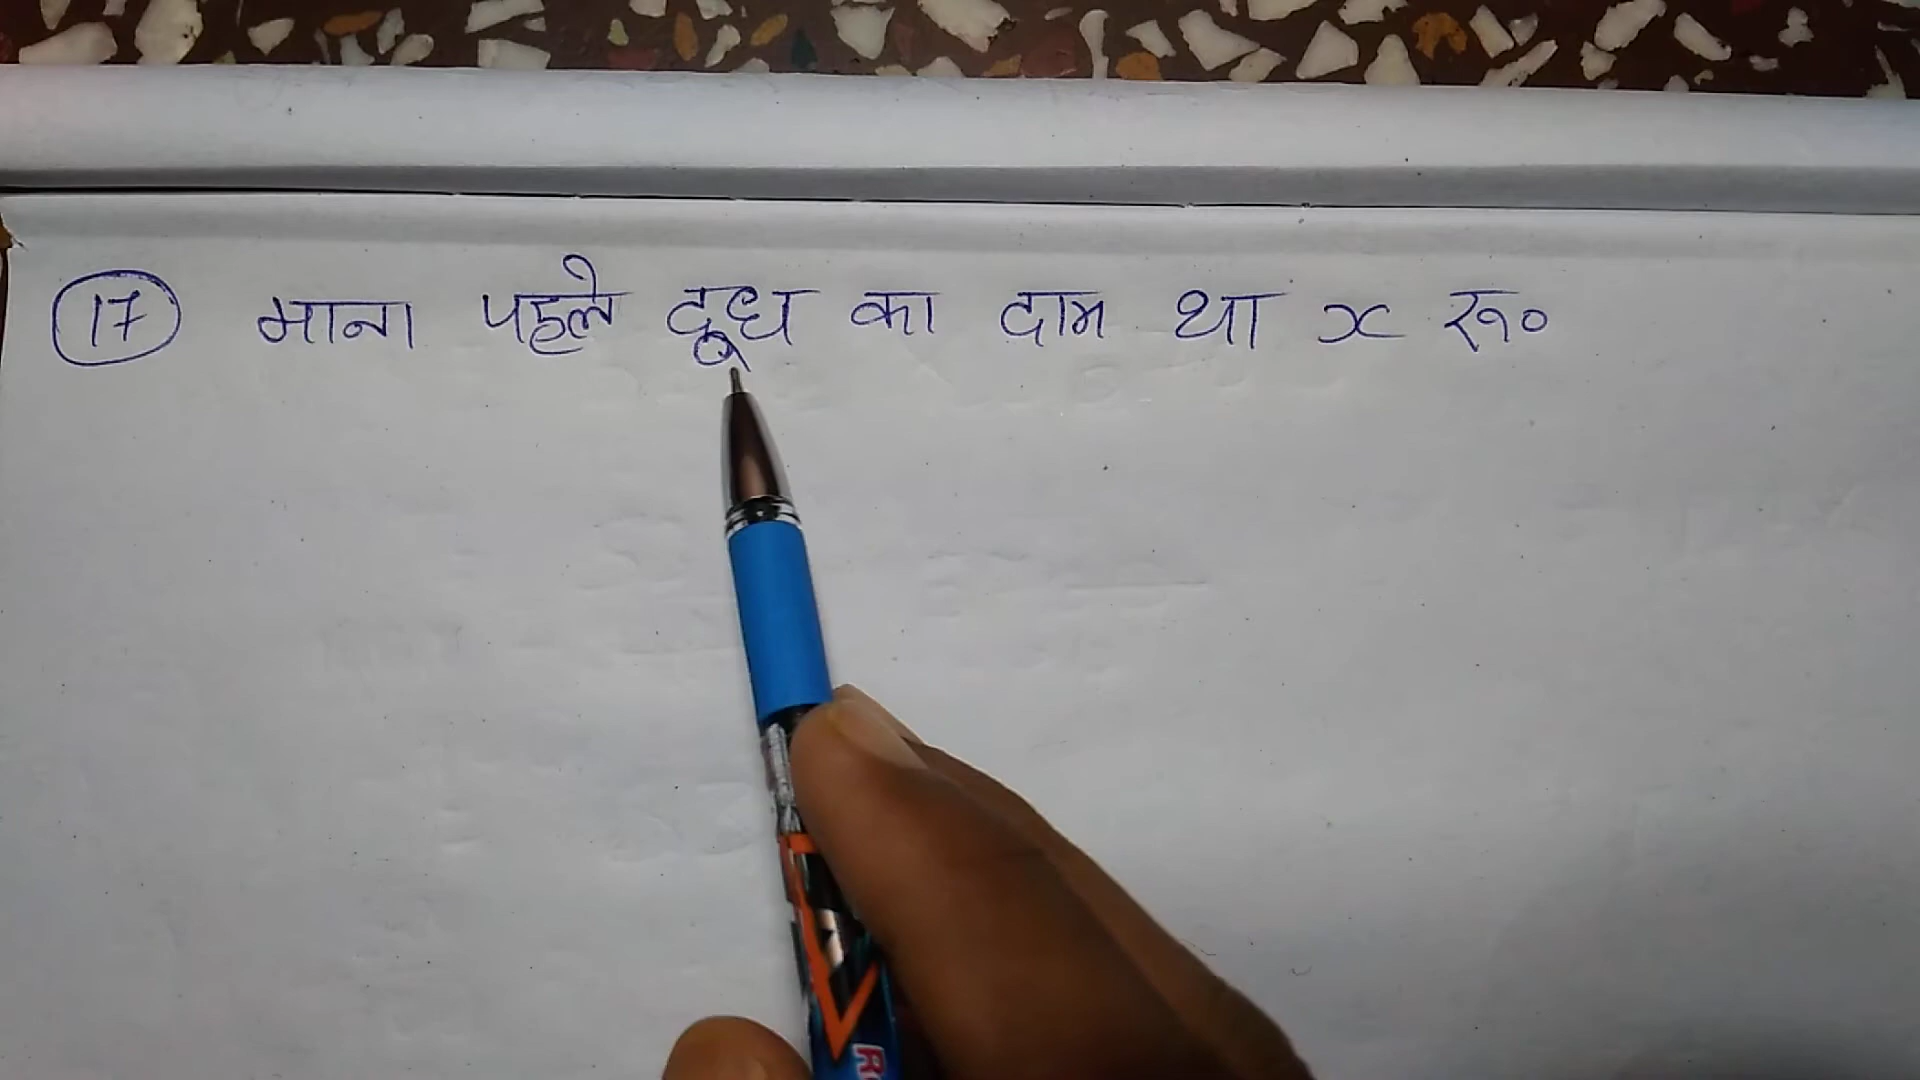 17 माना पहले दूध का दाम था x रू०